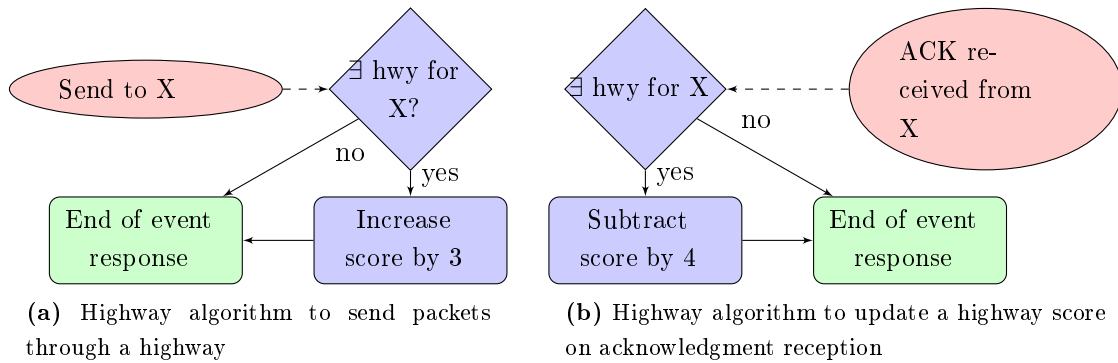 Send to X
∃ hwy for
X?
no
yes
End of event
response
Increase
score by 3
(a) Highway algorithm to send packets
through a highway
∃ hwy for X
ACK re-
ceived from
X
no
yes
Subtract
score by 4
End of event
response
(b) Highway algorithm to update a highway score
on acknowledgment reception